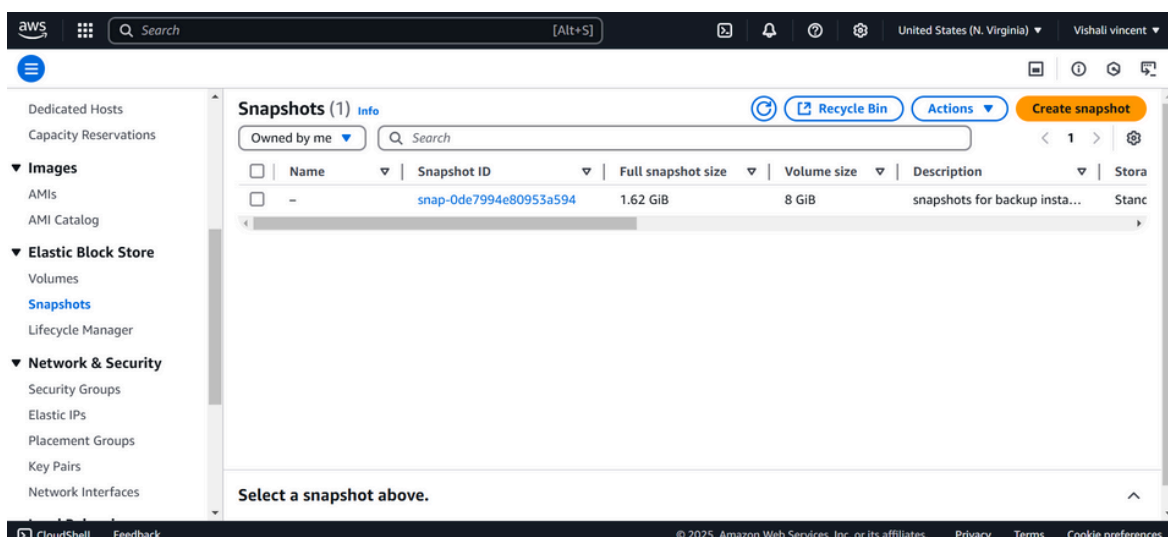 aws
Search [Alt+S]
United States (N. Virginia)
Vishali vincent
Dedicated Hosts
Capacity Reservations
Images
AMIs
AMI Catalog
Elastic Block Store
Volumes
Snapshots
Lifecycle Manager
Network & Security
Security Groups
Elastic IPs
Placement Groups
Key Pairs
Network Interfaces
Snapshots (1) Info
Recycle Bin
Actions
Create snapshot
Owned by me
Search
1
Name Snapshot ID Full snapshot size Volume size Description Stora
– snap-0de7994e80953a594 1.62 GiB 8 GiB snapshots for backup insta... Stanc
Select a snapshot above.
CloudShell Feedback © 2025, Amazon Web Services, Inc. or its affiliates. Privacy Terms Cookie preferences